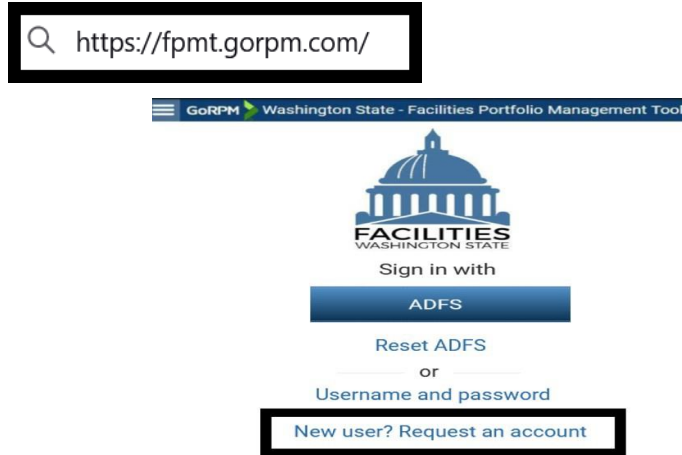 https://fpmt.gorpm.com/
GoRPM Washington State - Facilities Portfolio Management Tool
FACILITIES
WASHINGTON STATE
Sign in with
ADFS
Reset ADFS
or
Username and password
New user? Request an account